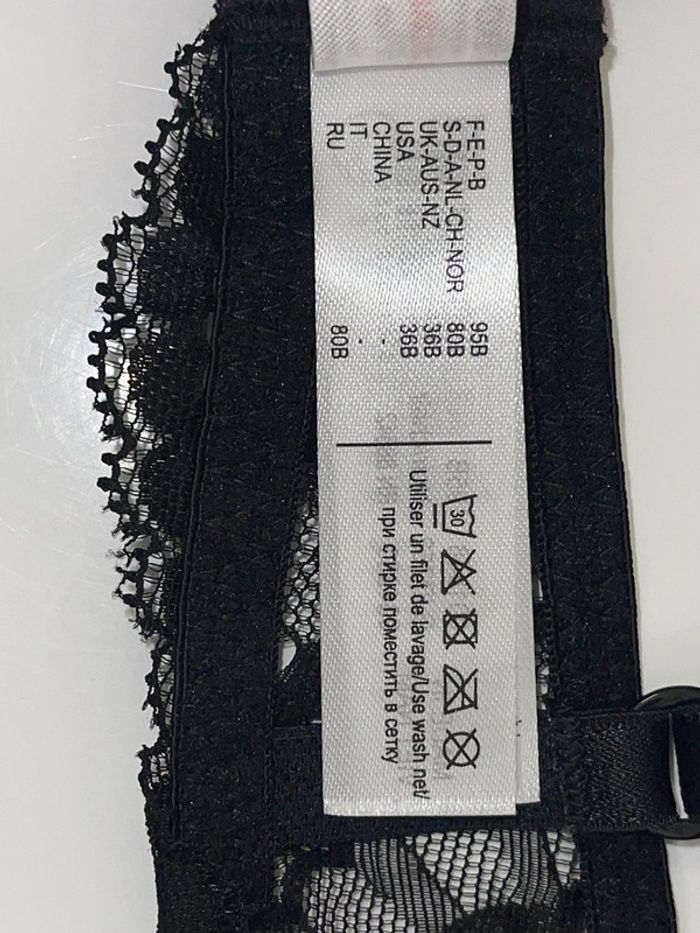 F-E-P-B 95B
S-D-A-NL-CH-NOR 80B
UK-AUS-NZ 36B
USA 36B
CHINA -
IT -
RU 80B
30
Utiliser un filet de lavage/Use wash net/
при стирке поместить в сетку